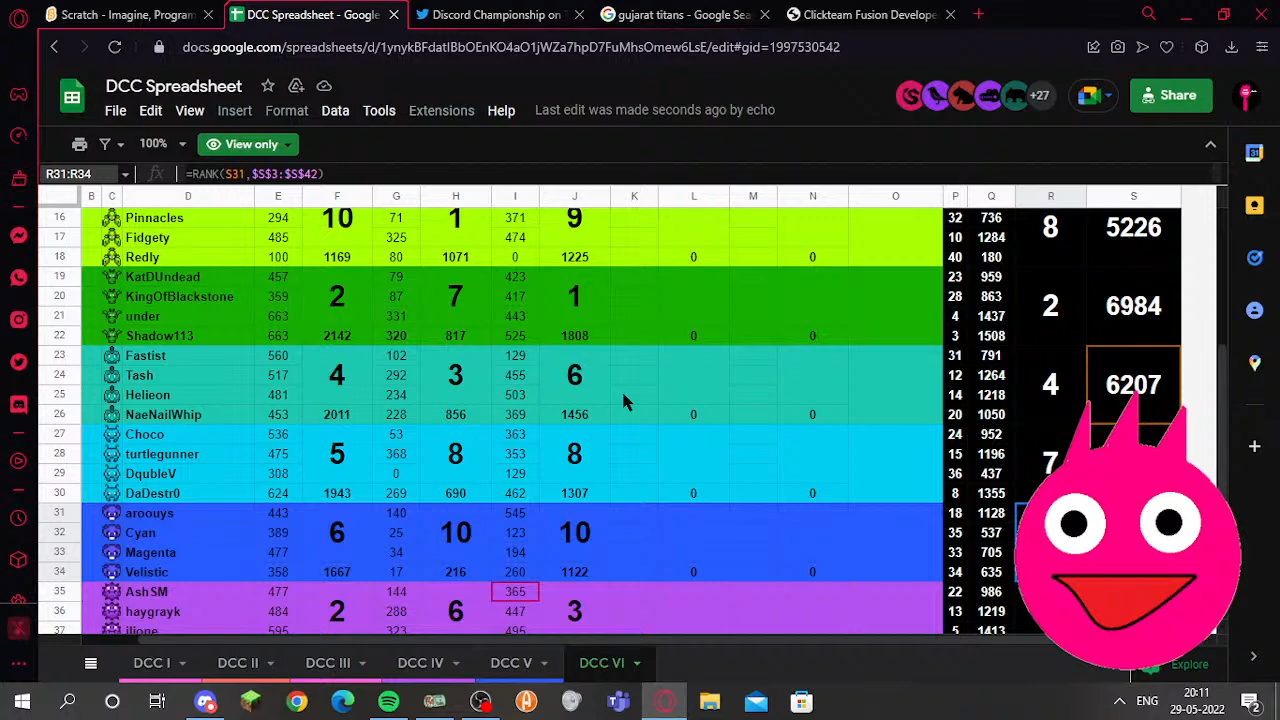 Scratch - Imagine, Program
DCC Spreadsheet - Google
Discord Championship on T
gujarat titans - Google Sea
Clickteam Fusion Develope
docs.google.com/spreadsheets/d/1ynykBFdatIBbOEnKO4aO1jWZa7hpD7FuMhsOmew6LsE/edit#gid=1997530542
DCC Spreadsheet
+27
Share
File Edit View Insert Format Data Tools Extensions Help Last edit was made seconds ago by echo
100% View only
R31:R34 fx =RANK(S31,$S$3:$S$42)
B C D E F G H I J K L M N O P Q R S
16 Pinnacles 294 10 71 1 371 9 32 736 8 5226
17 Fidgety 485 325 474 10 1284
18 Redly 100 1169 80 1071 0 1225 0 0 40 180
19 KatDUndead 457 79 423 23 959
20 KingOfBlackstone 359 2 87 7 417 1 28 863 2 6984
21 under 663 331 443 4 1437
22 Shadow113 663 2142 320 817 525 1808 0 0 3 1508
23 Fastist 560 102 129 31 791
24 Tash 517 4 292 3 455 6 12 1264 4 6207
25 Helieon 481 234 503 14 1218
26 NaeNailWhip 453 2011 228 856 369 1456 0 0 20 1050
27 Choco 536 53 363 24 952
28 turtlegunner 475 5 368 8 353 8 15 1196 7
29 DqubleV 308 0 129 36 437
30 DaDestr0 624 1943 269 690 462 1307 0 0 8 1355
31 aroouys 443 140 545 18 1128
32 Cyan 389 6 25 10 123 10 35 537
33 Magenta 477 34 194 33 705
34 Velistic 358 1667 17 216 260 1122 0 0 34 635
35 AshSM 477 144 365 22 986
36 haygrayk 484 2 288 6 447 3 13 1219
37 ilione 595 323 495 5 1413
DCC I DCC II DCC III DCC IV DCC V DCC VI Explore
ENG 20:11
29-05-2022
2